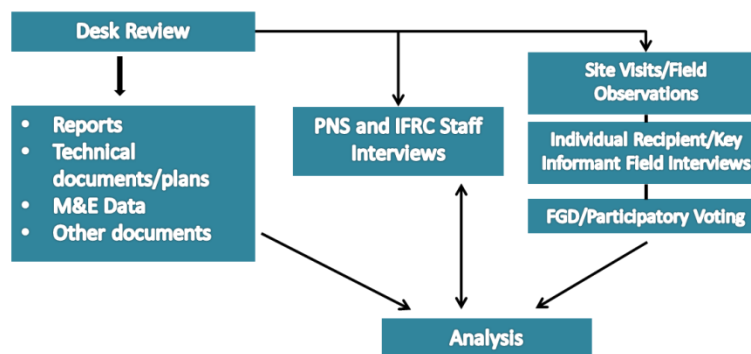 Desk Review
• Reports
• Technical
documents/plans
• M&E Data
• Other documents
PNS and IFRC Staff
Interviews
Site Visits/Field
Observations
Individual Recipient/Key
Informant Field Interviews
FGD/Participatory Voting
Analysis